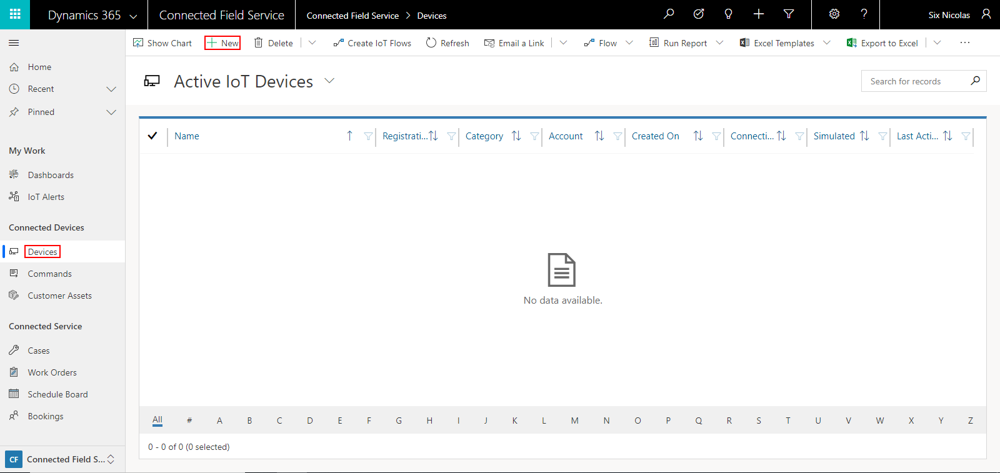 Dynamics 365 Connected Field Service Connected Field Service > Devices Six Nicolas
Show Chart New Delete Create IoT Flows Refresh Email a Link Flow Run Report Excel Templates Export to Excel ...
Home
Recent
Pinned
My Work
Dashboards
IoT Alerts
Connected Devices
Devices
Commands
Customer Assets
Connected Service
Cases
Work Orders
Schedule Board
Bookings
CF Connected Field S...
Active IoT Devices
Search for records
Name Registrati... Category Account Created On Connecti... Simulated Last Acti...
No data available.
All # A B C D E F G H I J K L M N O P Q R S T U V W X Y Z
0 - 0 of 0 (0 selected)